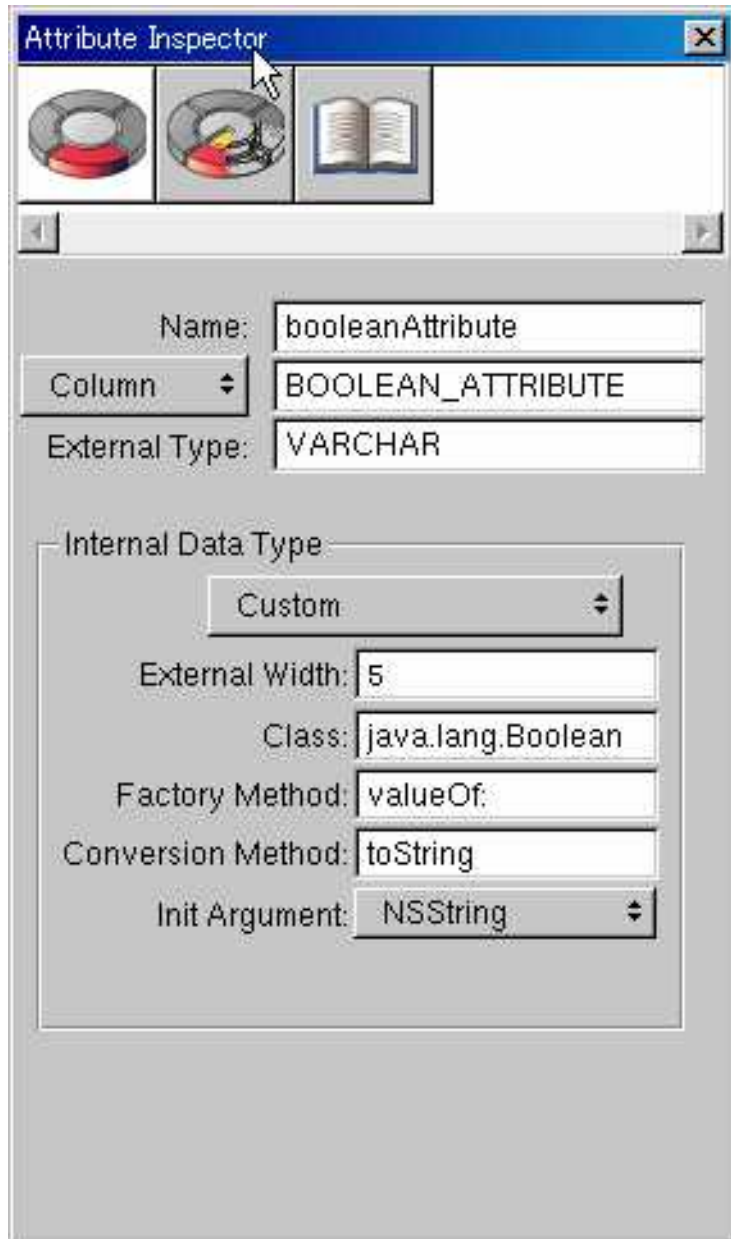 Attribute Inspector
Name: booleanAttribute
Column BOOLEAN_ATTRIBUTE
External Type: VARCHAR
Internal Data Type
Custom
External Width: 5
Class: java.lang.Boolean
Factory Method: valueOf:
Conversion Method: toString
Init Argument: NSString